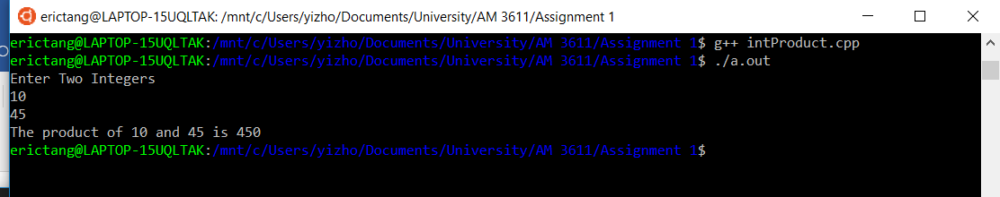 erictang@LAPTOP-15UQLTAK: /mnt/c/Users/yizho/Documents/University/AM 3611/Assignment 1
erictang@LAPTOP-15UQLTAK:/mnt/c/Users/yizho/Documents/University/AM 3611/Assignment 1$ g++ intProduct.cpp
erictang@LAPTOP-15UQLTAK:/mnt/c/Users/yizho/Documents/University/AM 3611/Assignment 1$ ./a.out
Enter Two Integers
10
45
The product of 10 and 45 is 450
erictang@LAPTOP-15UQLTAK:/mnt/c/Users/yizho/Documents/University/AM 3611/Assignment 1$